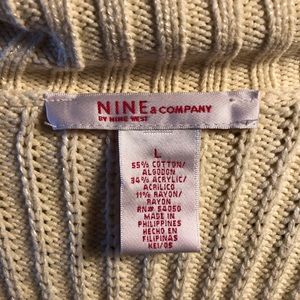 NINE & COMPANY
BY NINE WEST
L
55% COTTON/
ALGODON
34% ACRYLIC/
ACRILICO
11% RAYON/
RAYON
RN# 54050
MADE IN
PHILIPPINES
HECHO EN
FILIPINAS
KEI/05